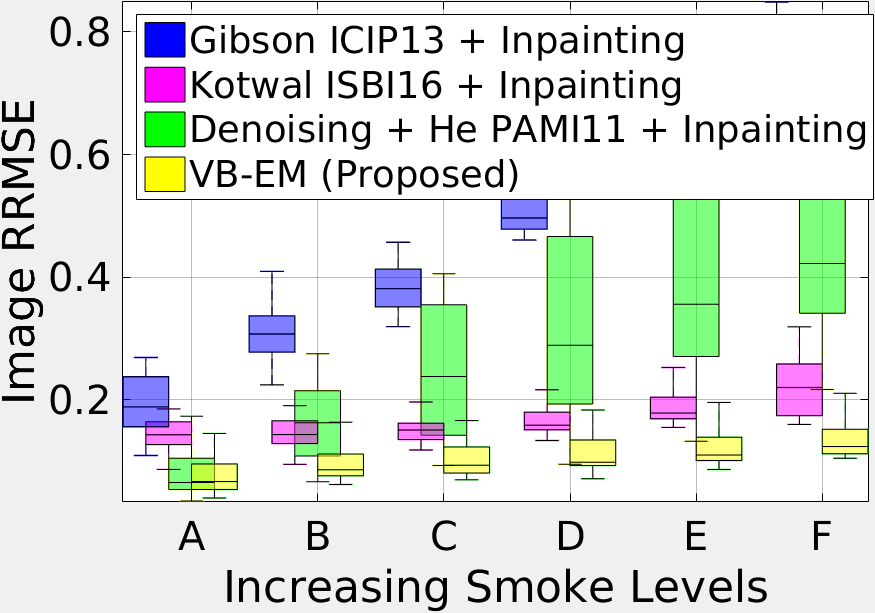 0.8
0.6
0.4
0.2
Image RRMSE
Gibson ICIP13 + Inpainting
Kotwal ISBI16 + Inpainting
Denoising + He PAMI11 + Inpainting
VB-EM (Proposed)
A B C D E F
Increasing Smoke Levels